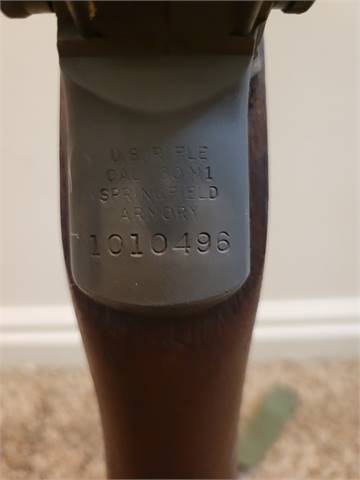 U.S. RIFLE
CAL. .30 M1
SPRINGFIELD
ARMORY
1010496